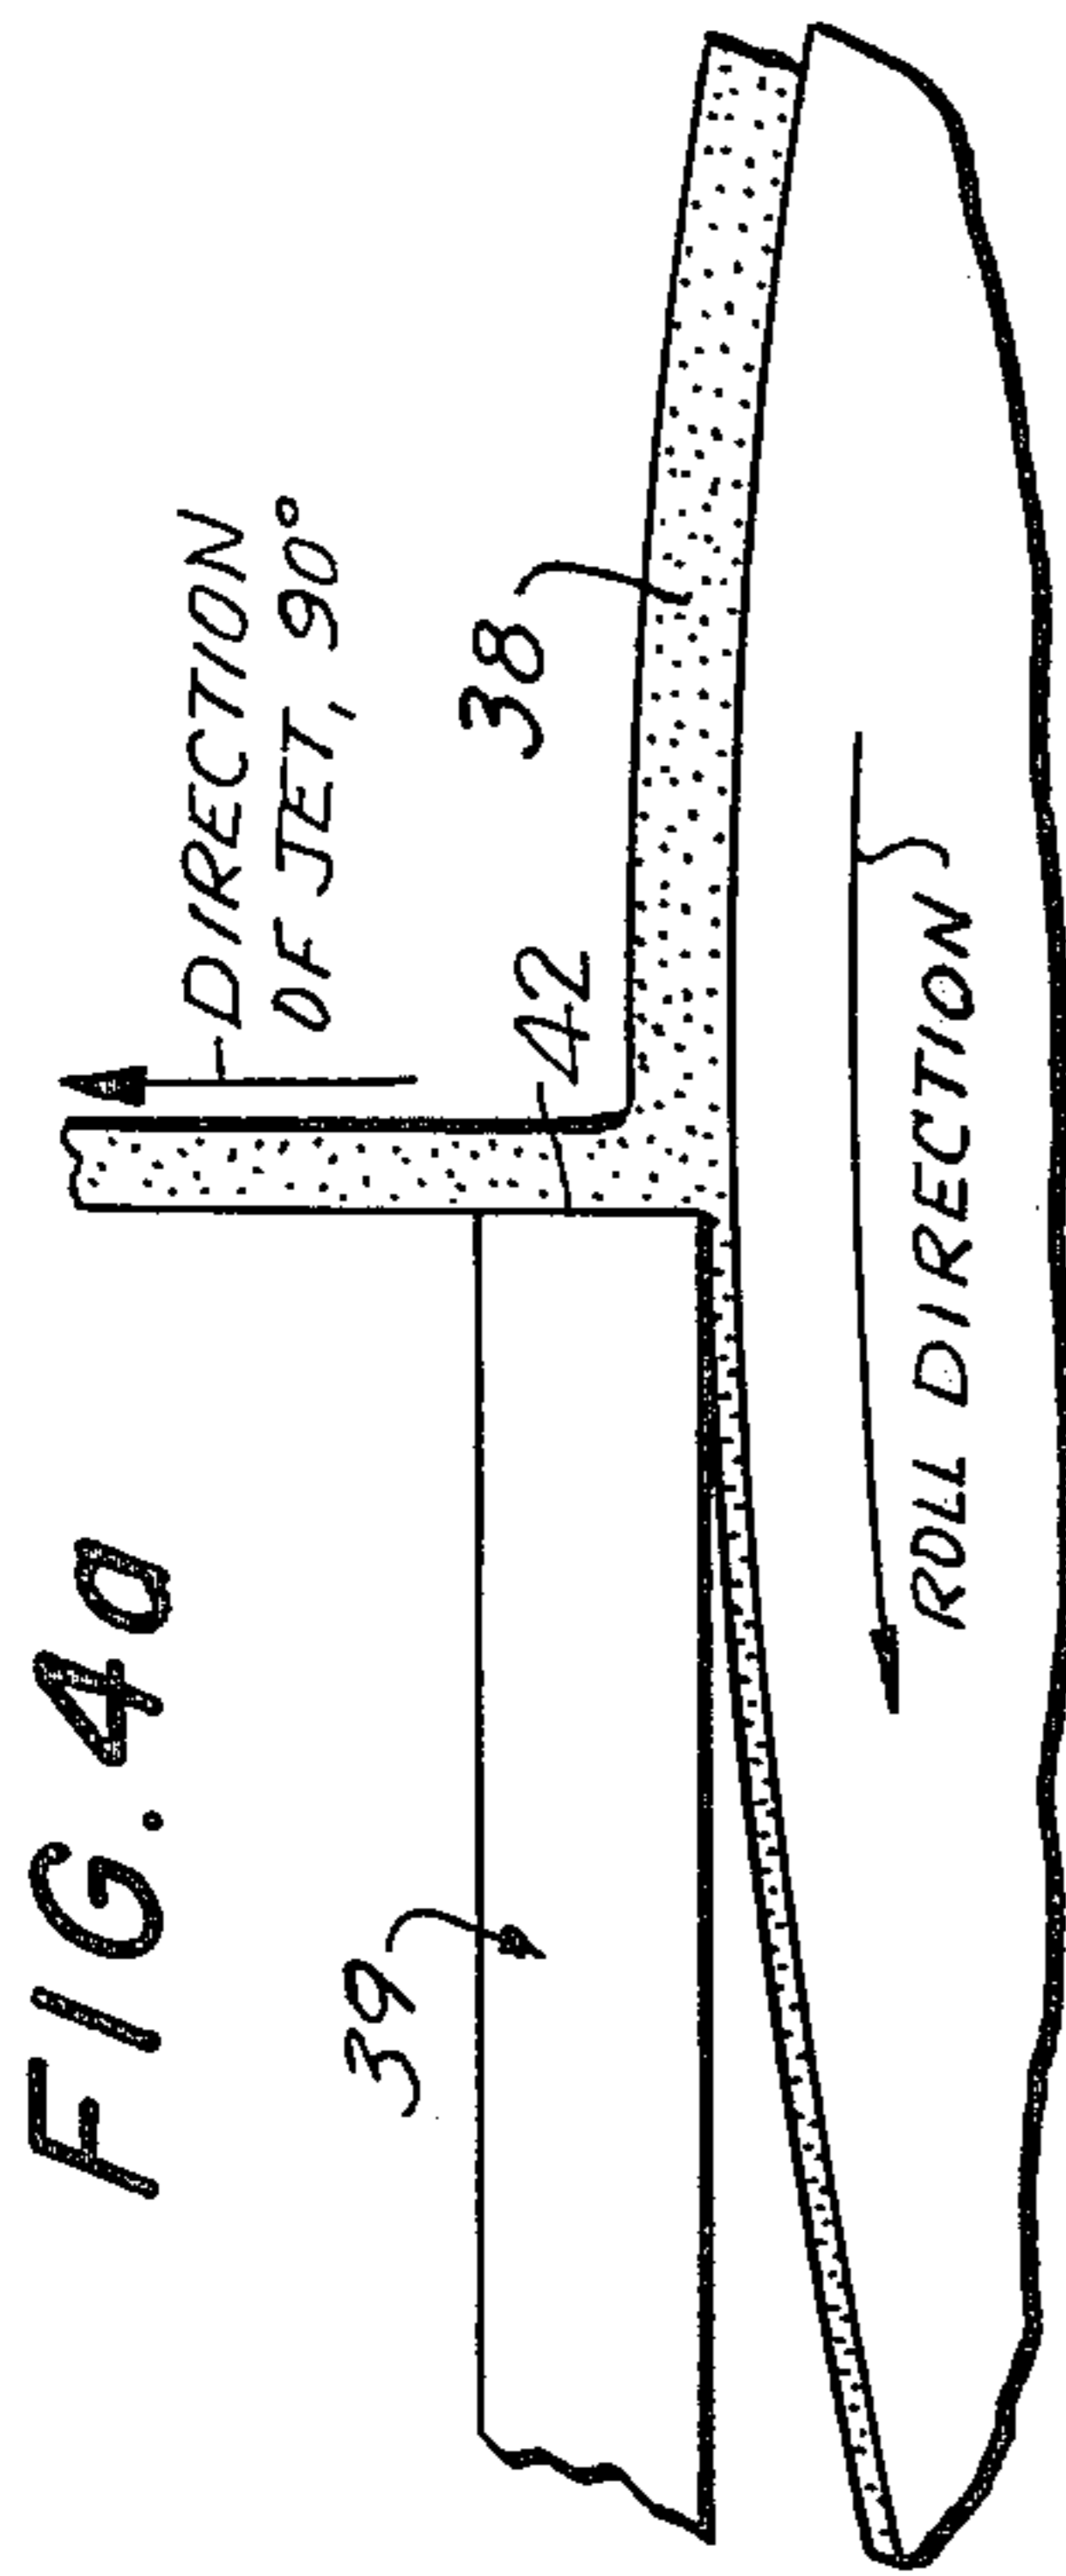 FIG. 4a
39
DIRECTION
OF JET, 90°
42
38
ROLL DIRECTION